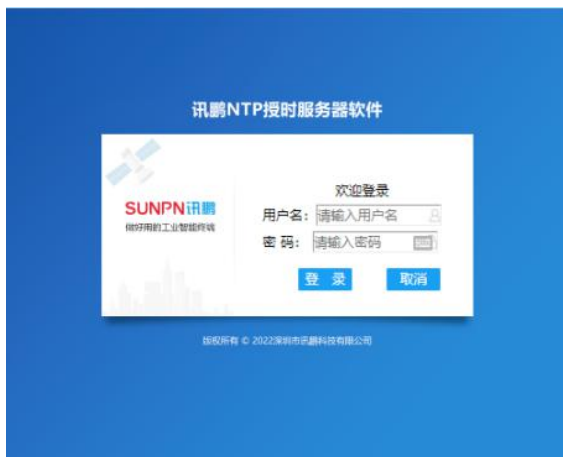 讯鹏NTP授时服务器软件
SUNPN讯鹏
做好用的工业智能终端
欢迎登录
用户名: 请输入用户名
密 码: 请输入密码
登 录 取消
版权所有 © 2022深圳市讯鹏科技有限公司